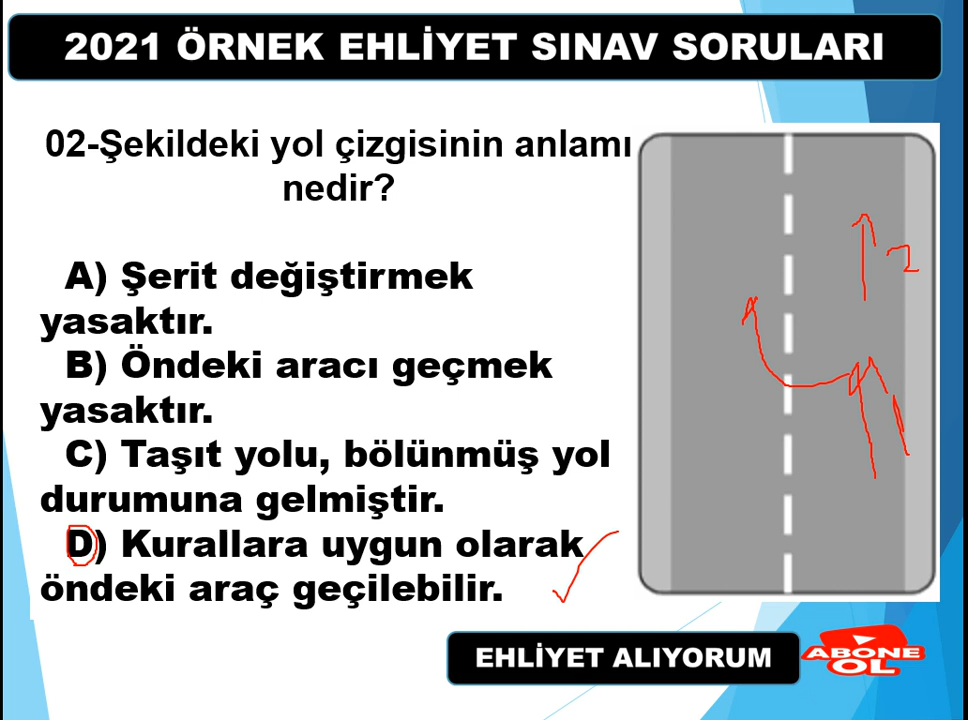 2021 ÖRNEK EHLİYET SINAV SORULARI
02-Şekildeki yol çizgisinin anlamı
nedir?
A) Şerit değiştirmek
yasaktır.
B) Öndeki aracı geçmek
yasaktır.
C) Taşıt yolu, bölünmüş yol
durumuna gelmiştir.
D) Kurallara uygun olarak
öndeki araç geçilebilir.
2
EHLİYET ALIYORUM
ABONE
OL